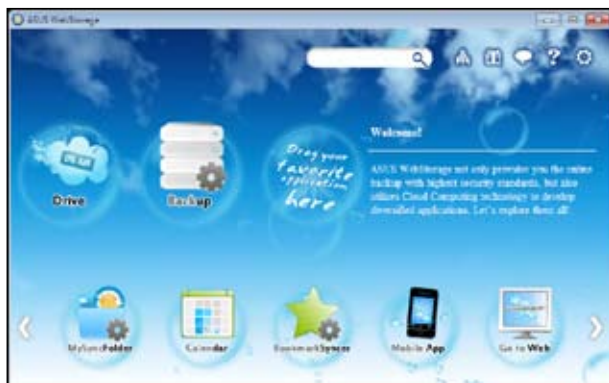 ASUS WebStorage
?
Drive
Backup
Drag your
favorite
application
here
Welcome!
ASUS WebStorage not only provides you the online
backup with highest security standards, but also
utilizes Cloud Computing technology to develop
diversified applications. Let's explore them all!
MySyncFolder
Calendar
BookmarkSyncer
Mobile App
Go to Web